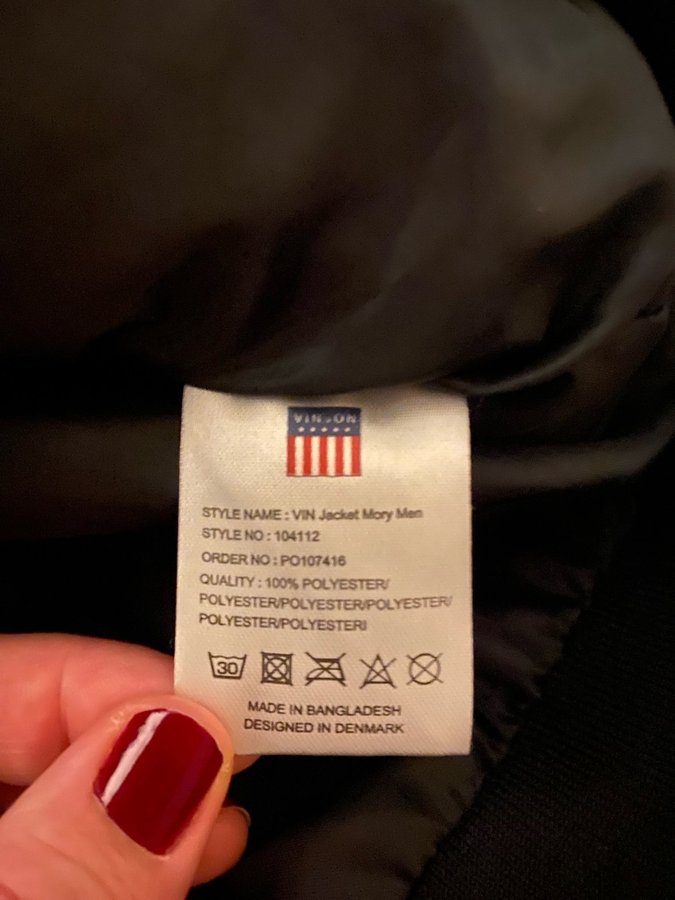 VIN.ON
STYLE NAME : VIN Jacket Mory Men
STYLE NO : 104112
ORDER NO : PO107416
QUALITY : 100% POLYESTER/
POLYESTER/POLYESTER/POLYESTER/
POLYESTER/POLYESTERI
30
MADE IN BANGLADESH
DESIGNED IN DENMARK